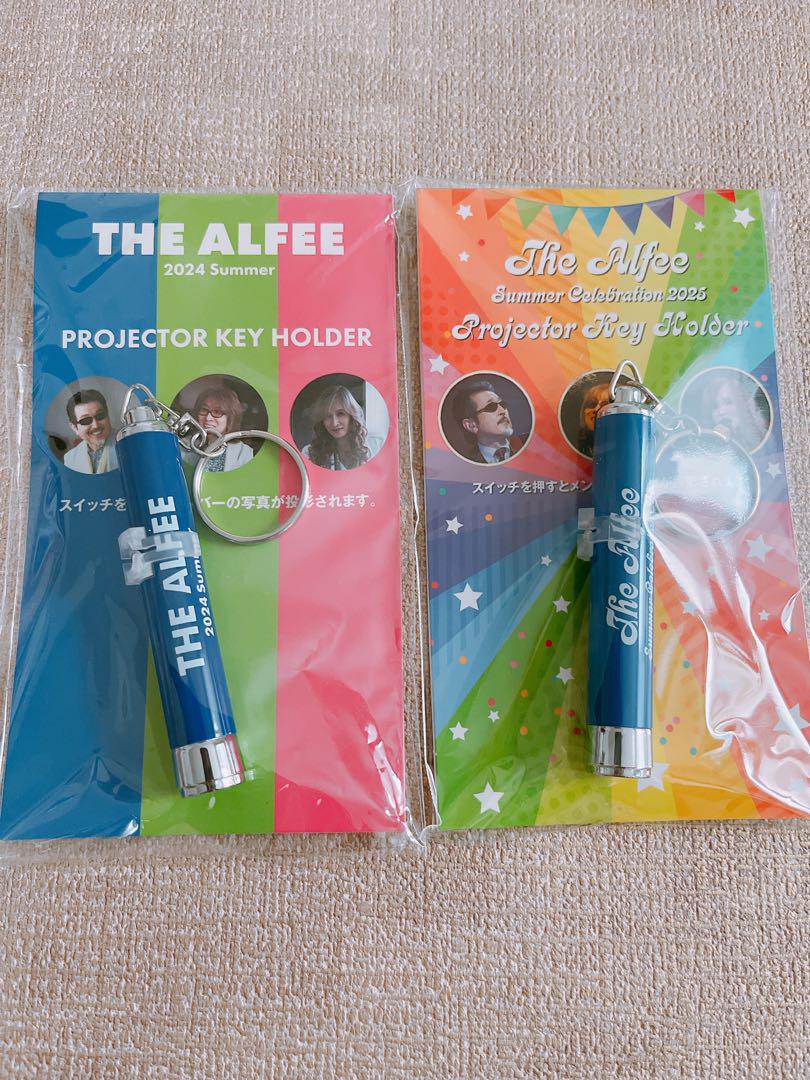 THE ALFEE
2024 Summer
PROJECTOR KEY HOLDER
スイッチを
バーの写真が投影されます。
THE ALFEE
2024 Summ
The Alfee
Summer Celebration 2025
Projector Key Holder
スイッチを押すとメン
The Alfee
Summer Celeb